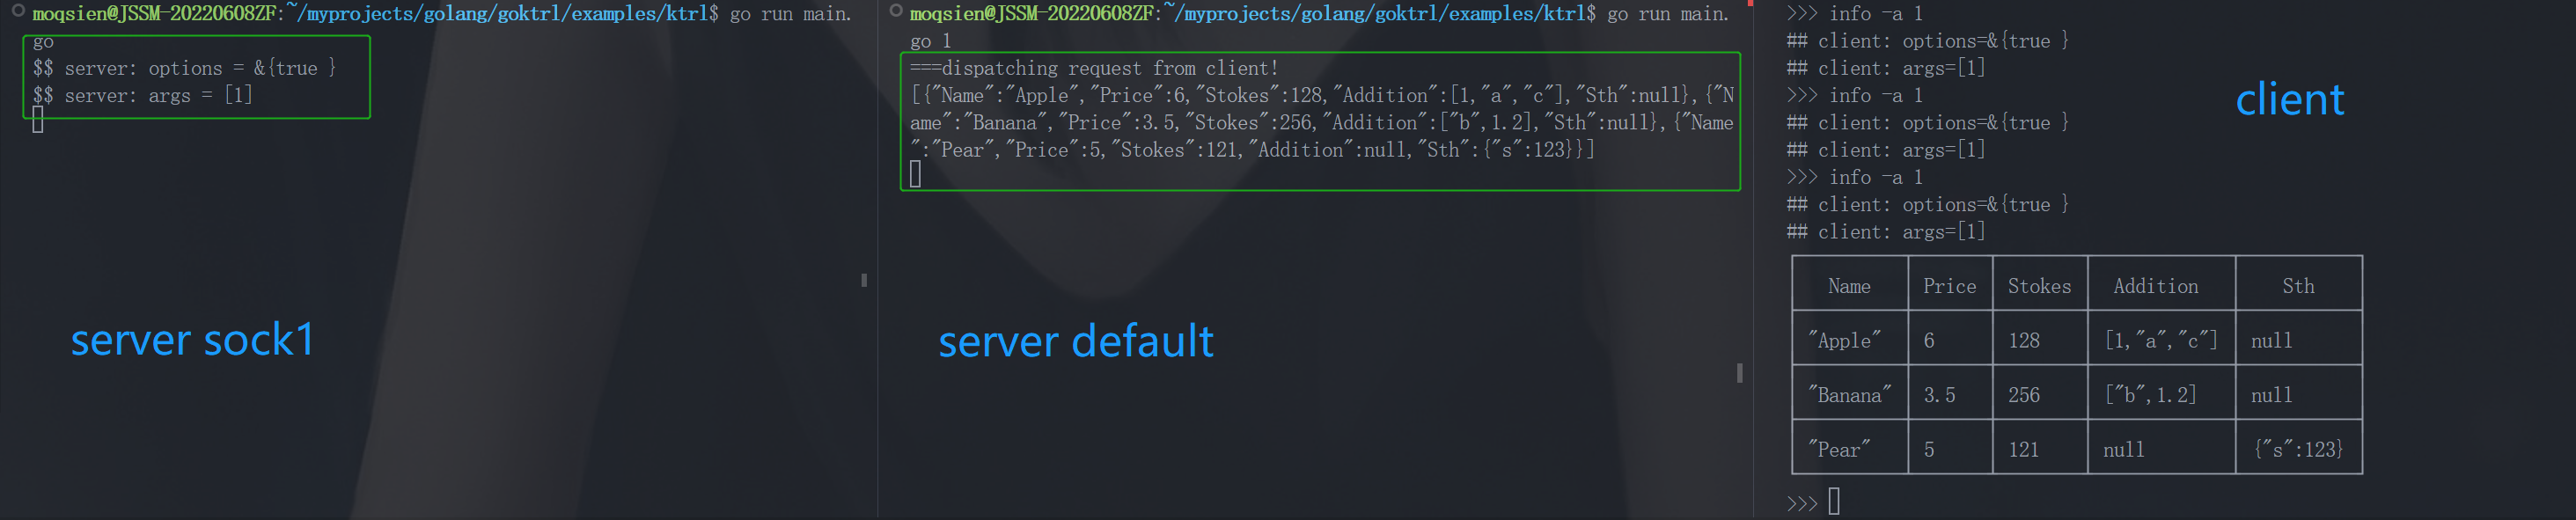 moqsien@JSSM-20220608ZF:~/myprojects/golang/goktrl/examples/ktrl$ go run main.
go
$$ server: options = &{true }
$$ server: args = [1]
server sock1
moqsien@JSSM-20220608ZF:~/myprojects/golang/goktrl/examples/ktrl$ go run main.
go 1
===dispatching request from client!
[{"Name":"Apple","Price":6,"Stokes":128,"Addition":[1,"a","c"],"Sth":null},{"N
ame":"Banana","Price":3.5,"Stokes":256,"Addition":["b",1.2],"Sth":null},{"Name
":"Pear","Price":5,"Stokes":121,"Addition":null,"Sth":{"s":123}}]
server default
>>> info -a 1
## client: options=&{true }
## client: args=[1]
>>> info -a 1
## client: options=&{true }
## client: args=[1]
>>> info -a 1
## client: options=&{true }
## client: args=[1]
client
Name Price Stokes Addition Sth
"Apple" 6 128 [1,"a","c"] null
"Banana" 3.5 256 ["b",1.2] null
"Pear" 5 121 null {"s":123}
>>>